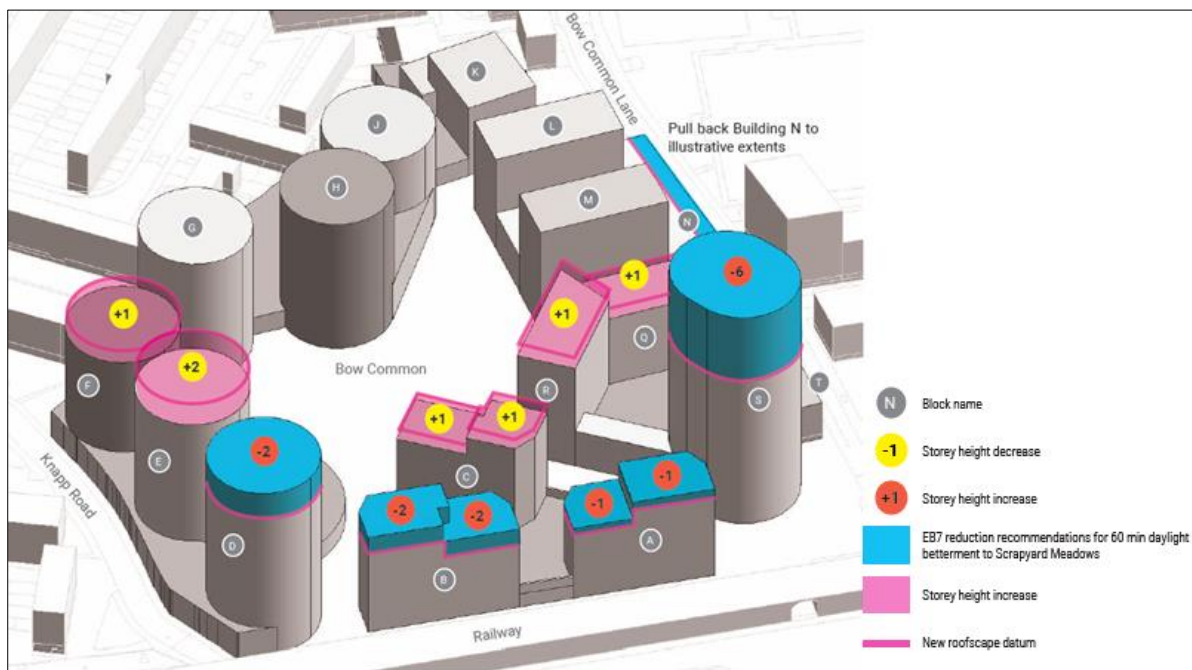 Bow Common Lane
K
J
L
Pull back Building N to
illustrative extents
H
M
N
G
+1
-6
+1
+1
F
+2
Q
Bow Common
R
T
S
E
+1
+1
-2
C
-1
-1
-2
-2
Knapp Road
D
A
B
Railway
N Block name
-1 Storey height decrease
+1 Storey height increase
EB7 reduction recommendations for 60 min daylight
betterment to Scrapyard Meadows
Storey height increase
New roofscape datum